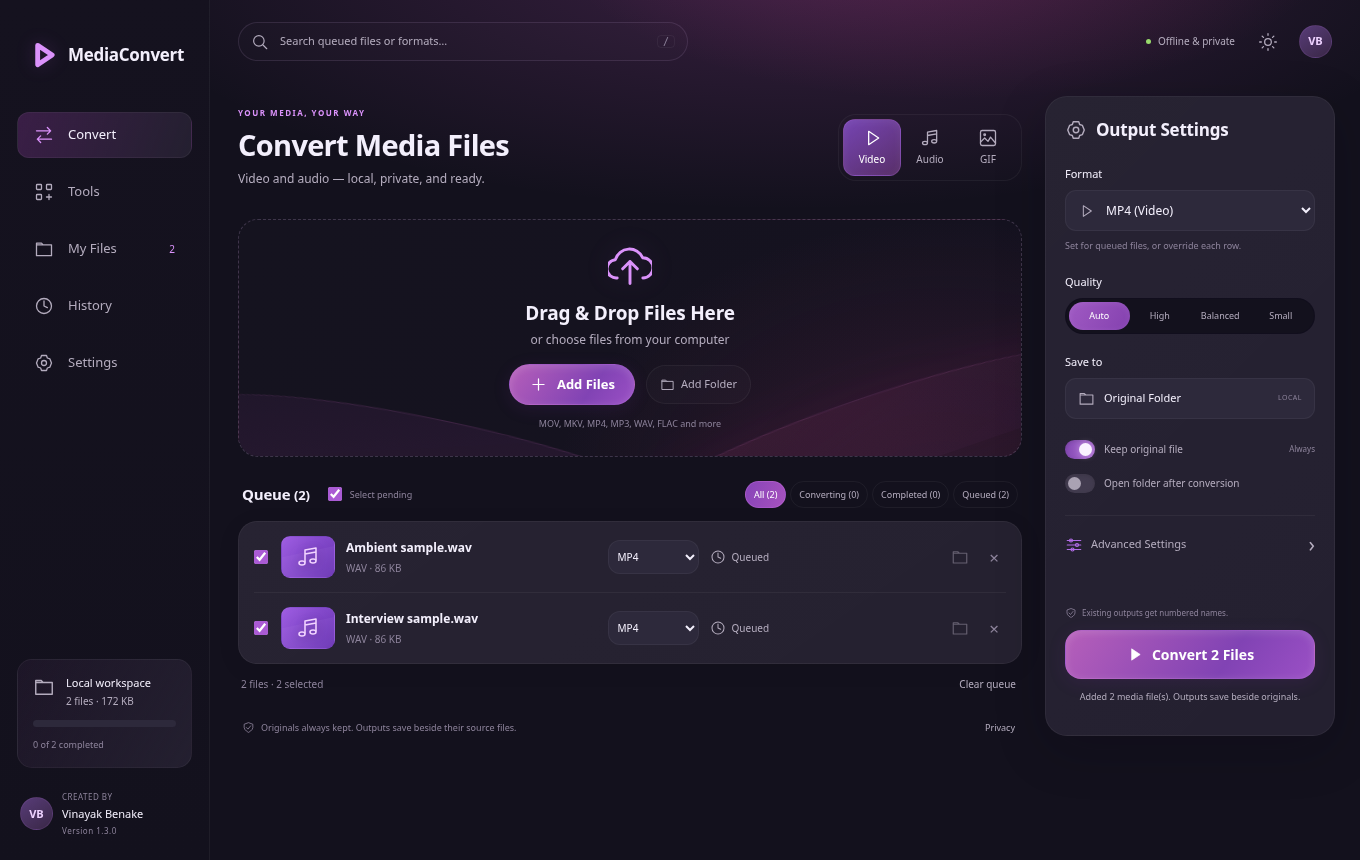 MediaConvert
Convert
Tools
My Files 2
History
Settings
Local workspace
2 files · 172 KB
0 of 2 completed
VB
CREATED BY
Vinayak Benake
Version 1.3.0
Search queued files or formats... /
Offline & private
VB
YOUR MEDIA, YOUR WAY
Convert Media Files
Video and audio — local, private, and ready.
Video Audio GIF
Drag & Drop Files Here
or choose files from your computer
Add Files Add Folder
MOV, MKV, MP4, MP3, WAV, FLAC and more
Queue (2) Select pending All (2) Converting (0) Completed (0) Queued (2)
Ambient sample.wav
WAV · 86 KB
MP4 Queued
Interview sample.wav
WAV · 86 KB
MP4 Queued
2 files · 2 selected Clear queue
Originals always kept. Outputs save beside their source files. Privacy
Output Settings
Format
MP4 (Video)
Set for queued files, or override each row.
Quality
Auto High Balanced Small
Save to
Original Folder LOCAL
Keep original file Always
Open folder after conversion
Advanced Settings
Existing outputs get numbered names.
Convert 2 Files
Added 2 media file(s). Outputs save beside originals.